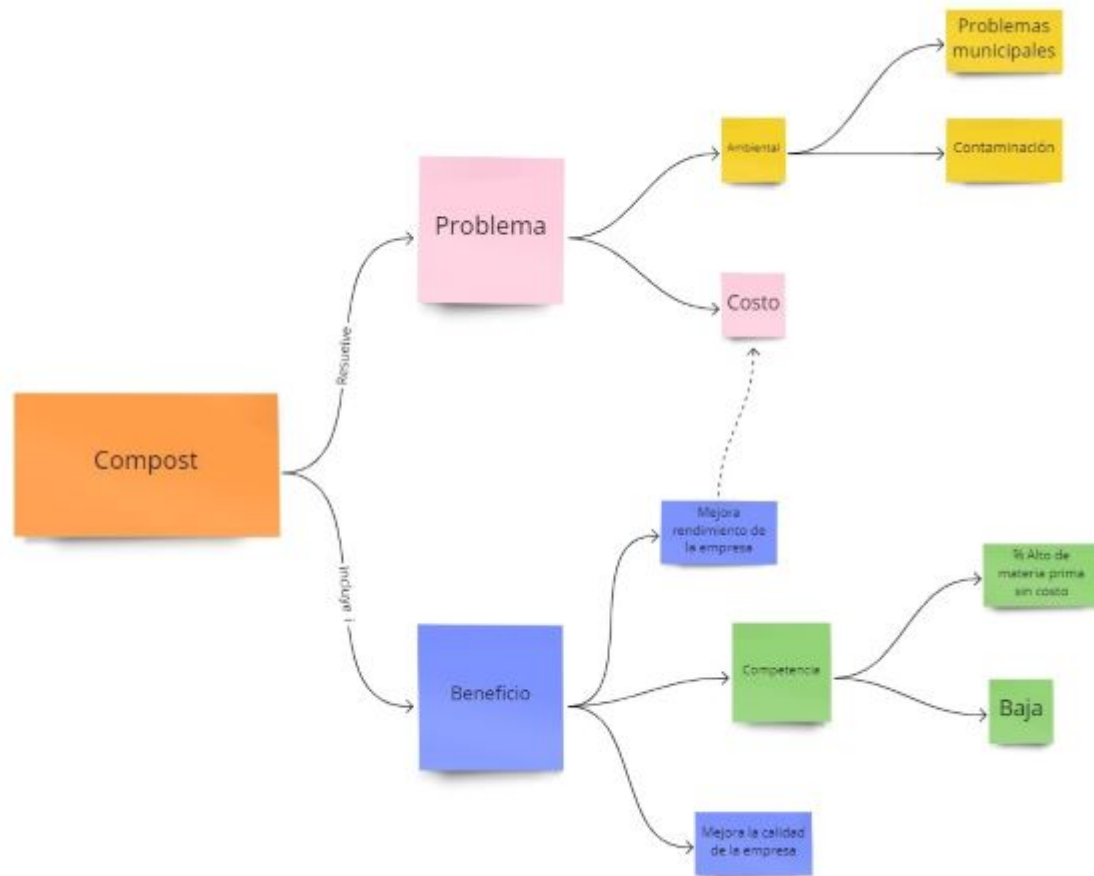 Problemas
municipales
Ambiental
Contaminación
Problema
Costo
Resuelve
Compost
Mejora
rendimiento de
la empresa
% Alto de
materia prima
sin costo
Incluye i
Competencia
Beneficio
Baja
Mejora la calidad
de la empresa